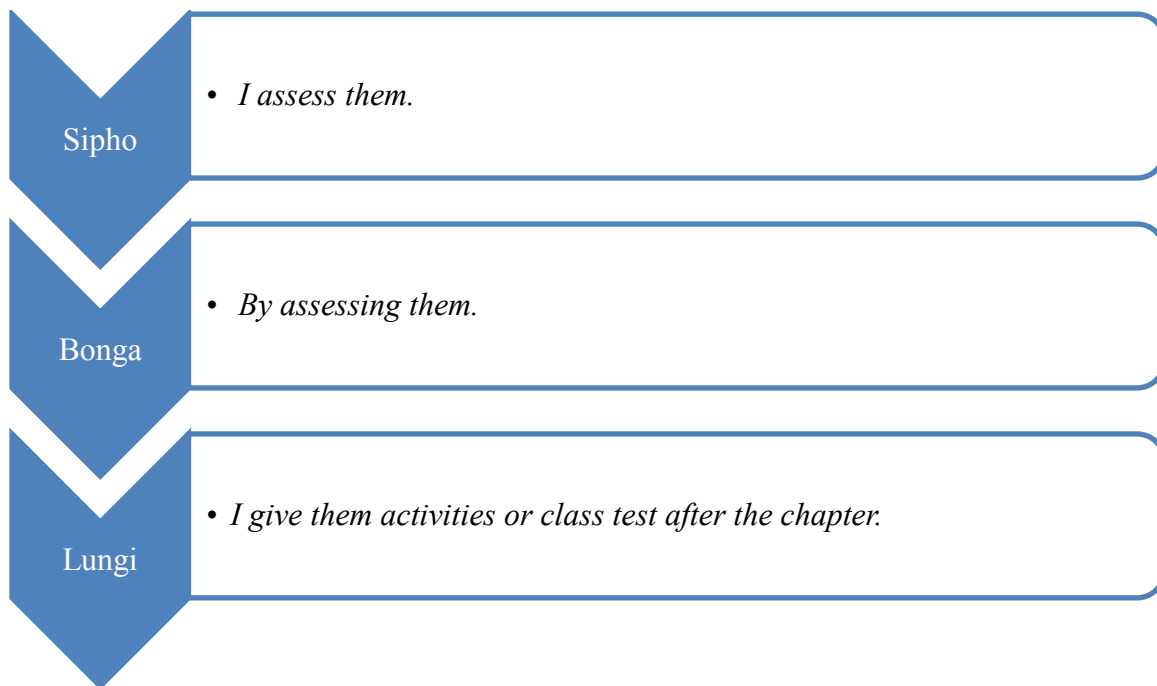 Sipho
• I assess them.
Bonga
• By assessing them.
Lungi
• I give them activities or class test after the chapter.